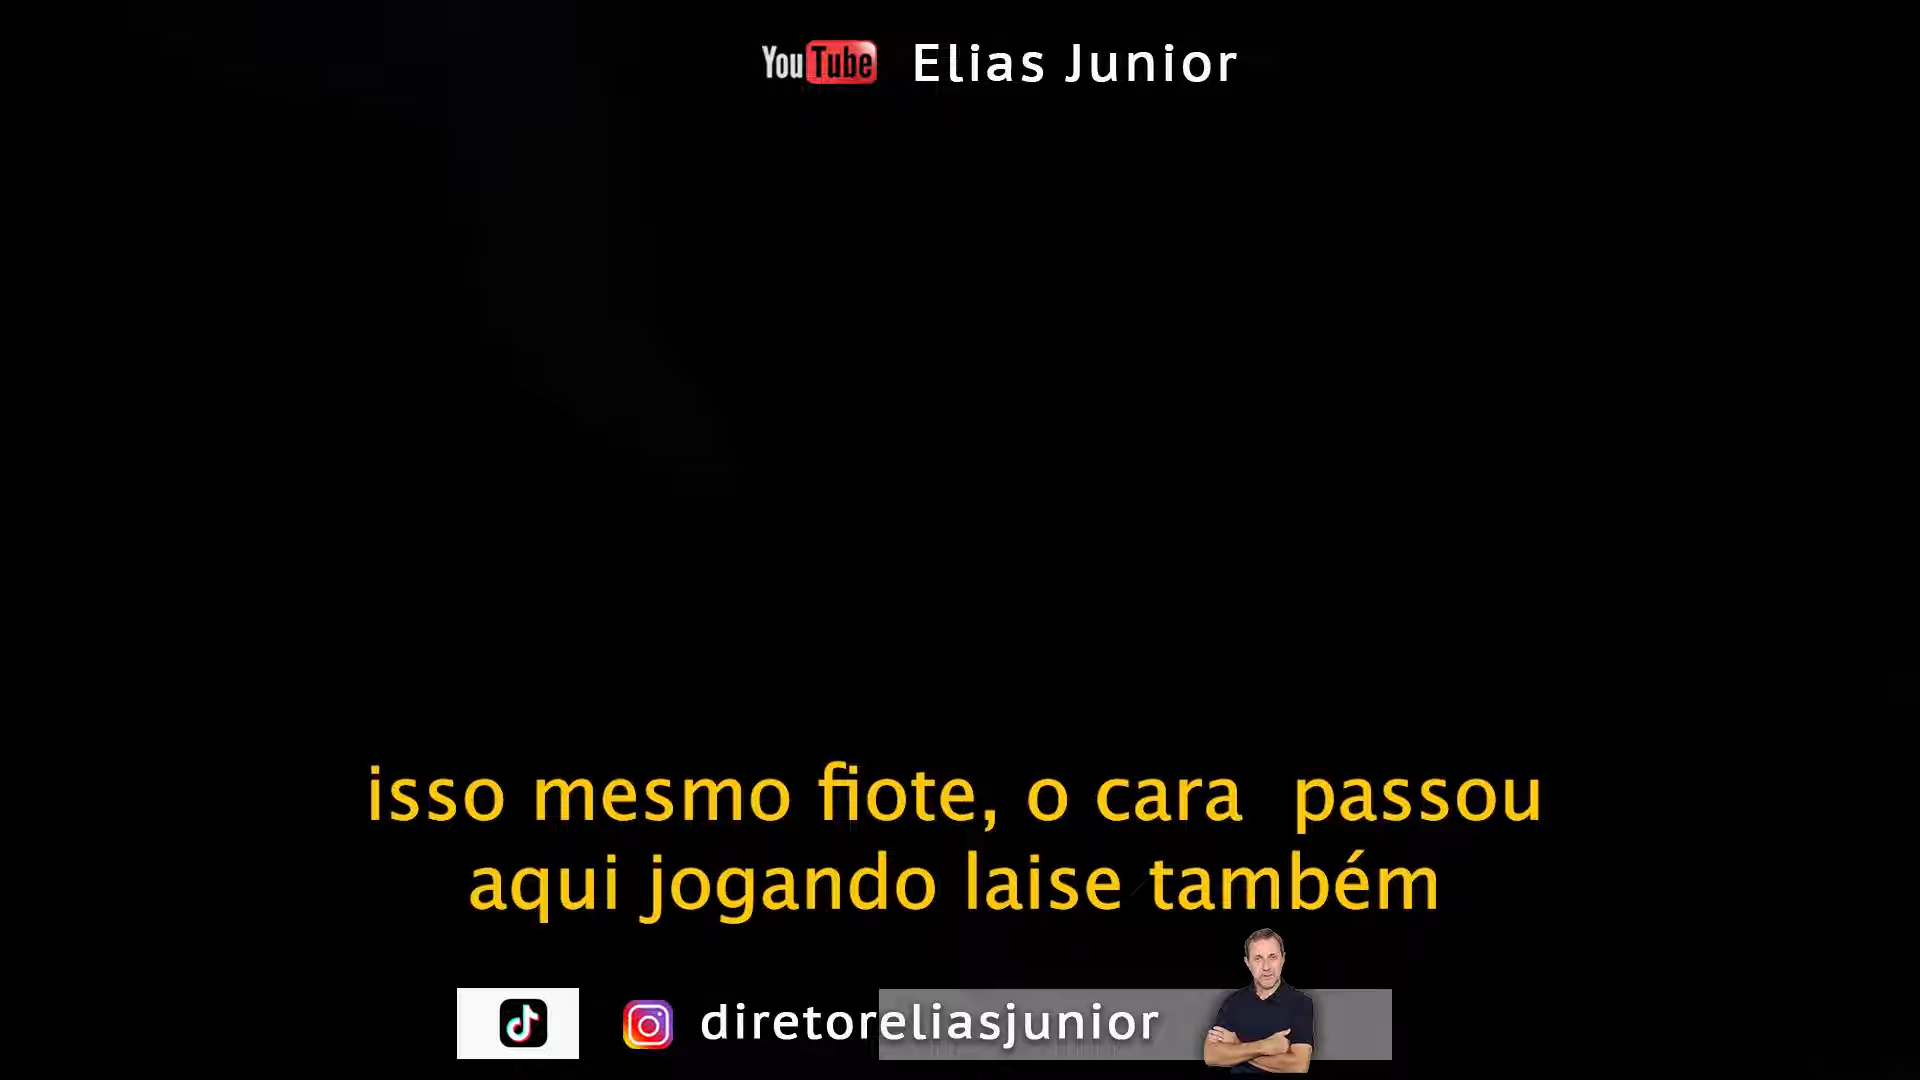 YouTube Elias Junior
isso mesmo fiote, o cara passou
aqui jogando laise também
diretoreliasjunior